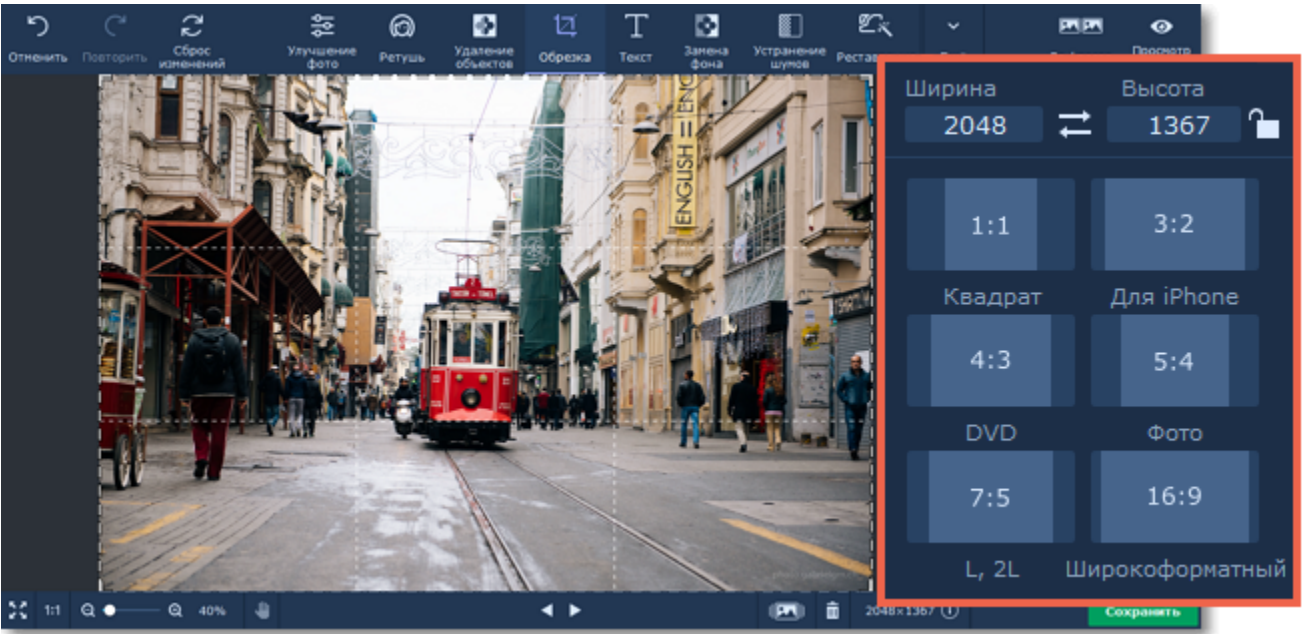 Отменить
Повторить
Сброс
изменений
Улучшение
фото
Ретушь
Удаление
объектов
Обрезка
Текст
Замена
фона
Устранение
шумов
Рестав
Просмотр
ENGLISH = ENG
Ширина
Высота
2048
1367
1:1
3:2
Квадрат
Для iPhone
4:3
5:4
DVD
Фото
7:5
16:9
L, 2L
Широкоформатный
1:1
40%
2048×1367
Сохранить